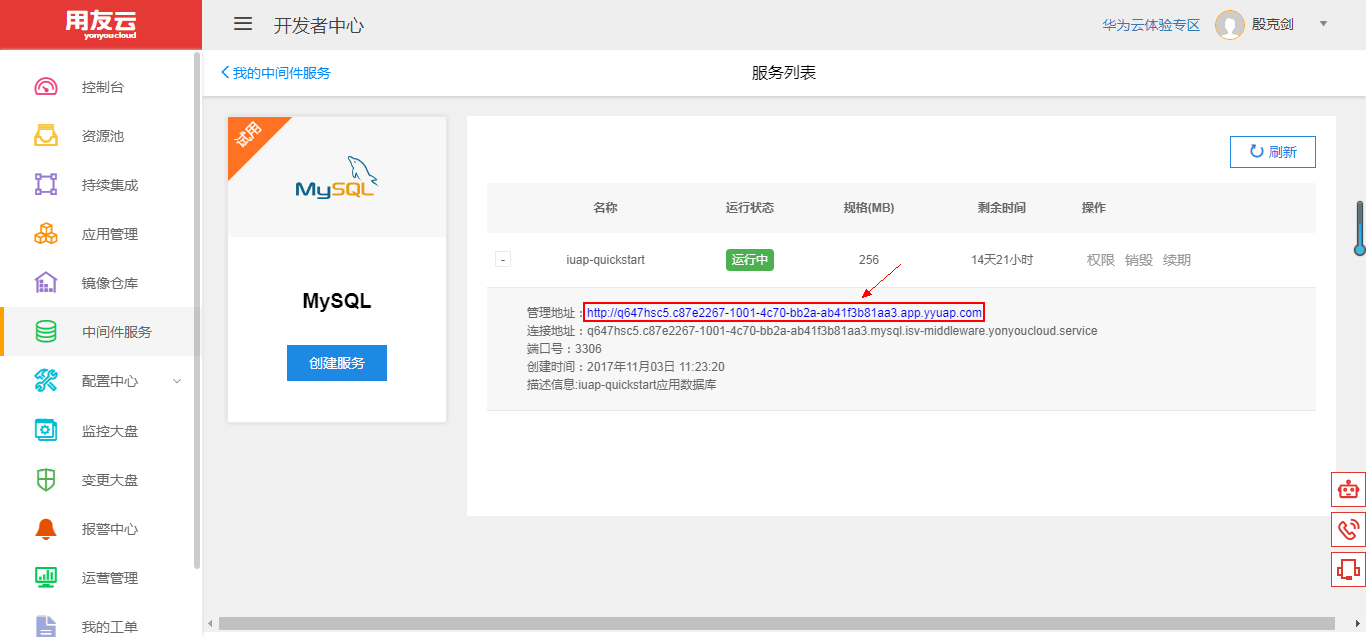 用友云
yonyoucloud
开发者中心
华为云体验专区
殷克剑
控制台
资源池
持续集成
应用管理
镜像仓库
中间件服务
配置中心
监控大盘
变更大盘
报警中心
运营管理
我的工单
我的中间件服务
服务列表
试用
MySQL
MySQL
创建服务
刷新
名称 运行状态 规格(MB) 剩余时间 操作
- iuap-quickstart 运行中 256 14天21小时 权限 销毁 续期
管理地址：http://q647hsc5.c87e2267-1001-4c70-bb2a-ab41f3b81aa3.app.yyuap.com
连接地址：q647hsc5.c87e2267-1001-4c70-bb2a-ab41f3b81aa3.mysql.isv-middleware.yonyoucloud.service
端口号：3306
创建时间：2017年11月03日 11:23:20
描述信息:iuap-quickstart应用数据库